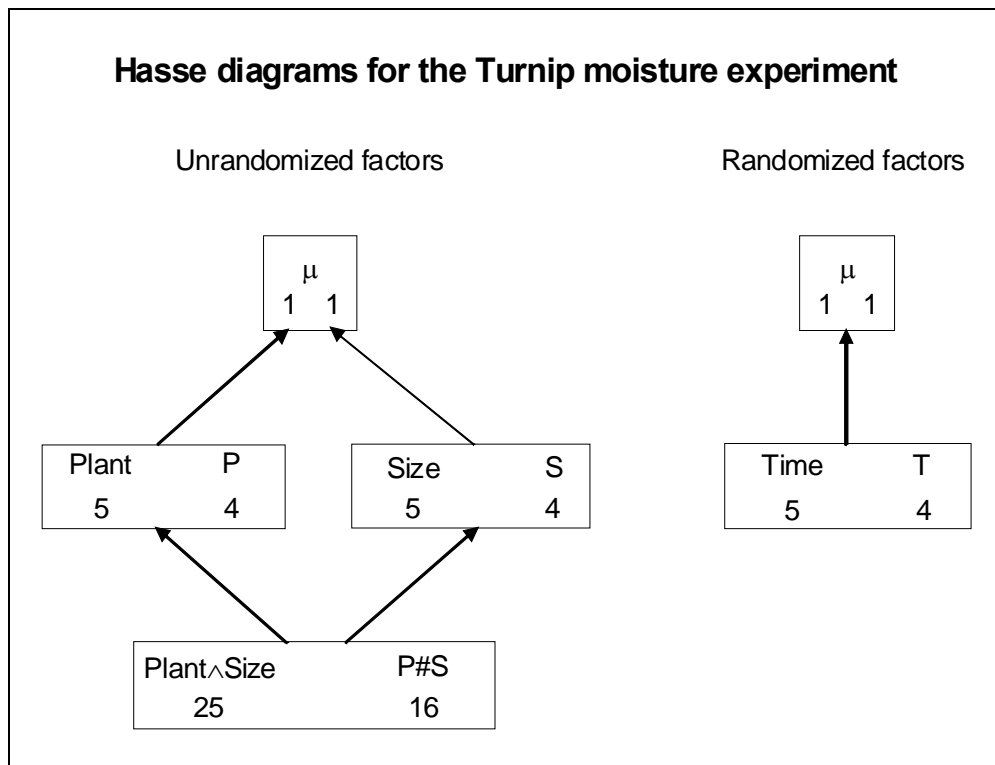 Hasse diagrams for the Turnip moisture experiment
Unrandomized factors
Randomized factors
μ
1 1
μ
1 1
Plant P
5 4
Size S
5 4
Time T
5 4
Plant∧Size P#S
25 16